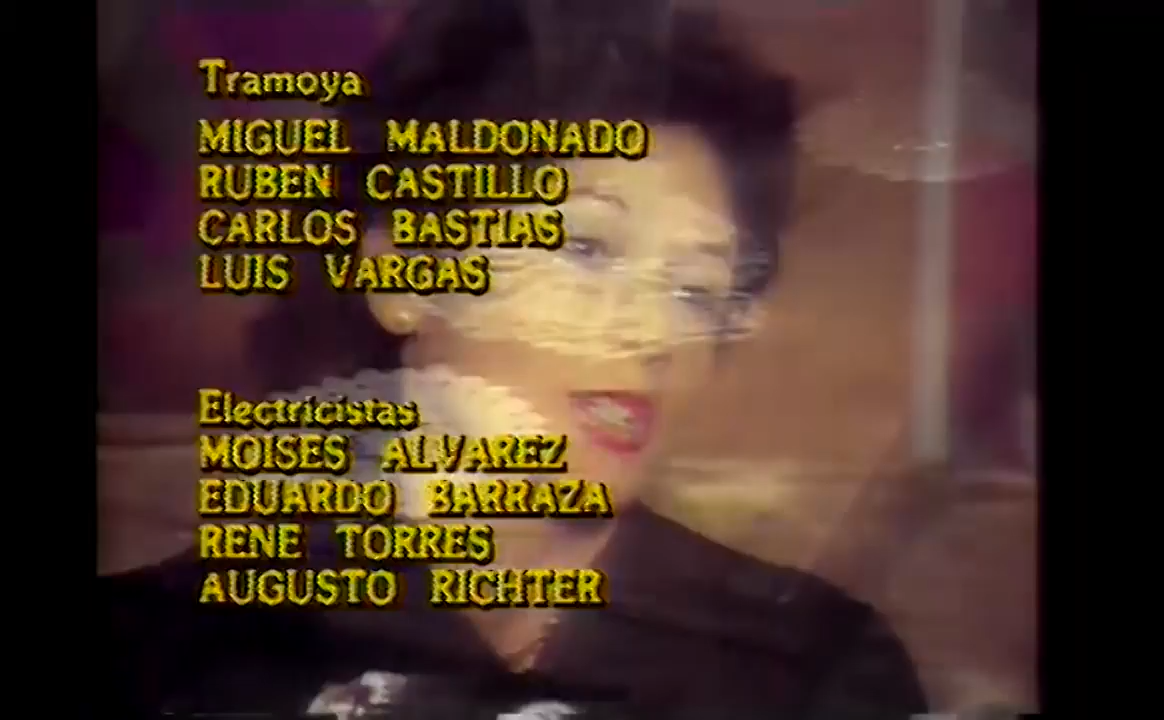 Tramoya
MIGUEL MALDONADO
RUBEN CASTILLO
CARLOS BASTIAS
LUIS VARGAS
Electricistas
MOISES ALVAREZ
EDUARDO BARRAZA
RENE TORRES
AUGUSTO RICHTER